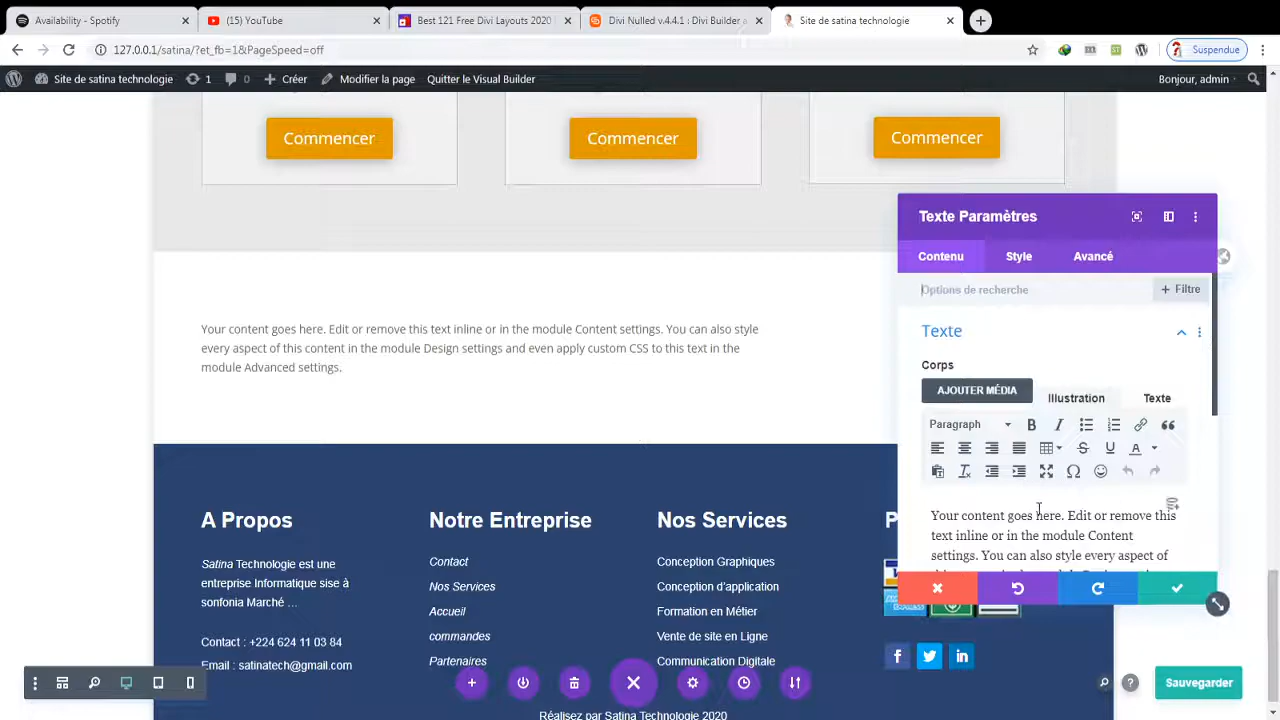 Availability - Spotify
(15) YouTube
Best 121 Free Divi Layouts 2020
Divi Nulled v.4.4.1 : Divi Builder
Site de satina technologie
127.0.0.1/satina/?et_fb=1&PageSpeed=off
Suspendue
Site de satina technologie
1
0
Créer
Modifier la page
Quitter le Visual Builder
Bonjour, admin
Commencer
Commencer
Commencer
Your content goes here. Edit or remove this text inline or in the module Content settings. You can also style
every aspect of this content in the module Design settings and even apply custom CSS to this text in the
module Advanced settings.
Texte Paramètres
Contenu
Style
Avancé
Options de recherche
+ Filtre
Texte
Corps
AJOUTER MÉDIA
Illustration
Texte
Paragraph
Your content goes here. Edit or remove this
text inline or in the module Content
settings. You can also style every aspect of
A Propos
Satina Technologie est une
entreprise Informatique sise à
sonfonia Marché ...
Contact : +224 624 11 03 84
Email : satinatech@gmail.com
Notre Entreprise
Contact
Nos Services
Accueil
commandes
Partenaires
Nos Services
Conception Graphiques
Conception d'application
Formation en Métier
Vente de site en Ligne
Communication Digitale
P
Sauvegarder
Réalisez par Satina Technologie 2020